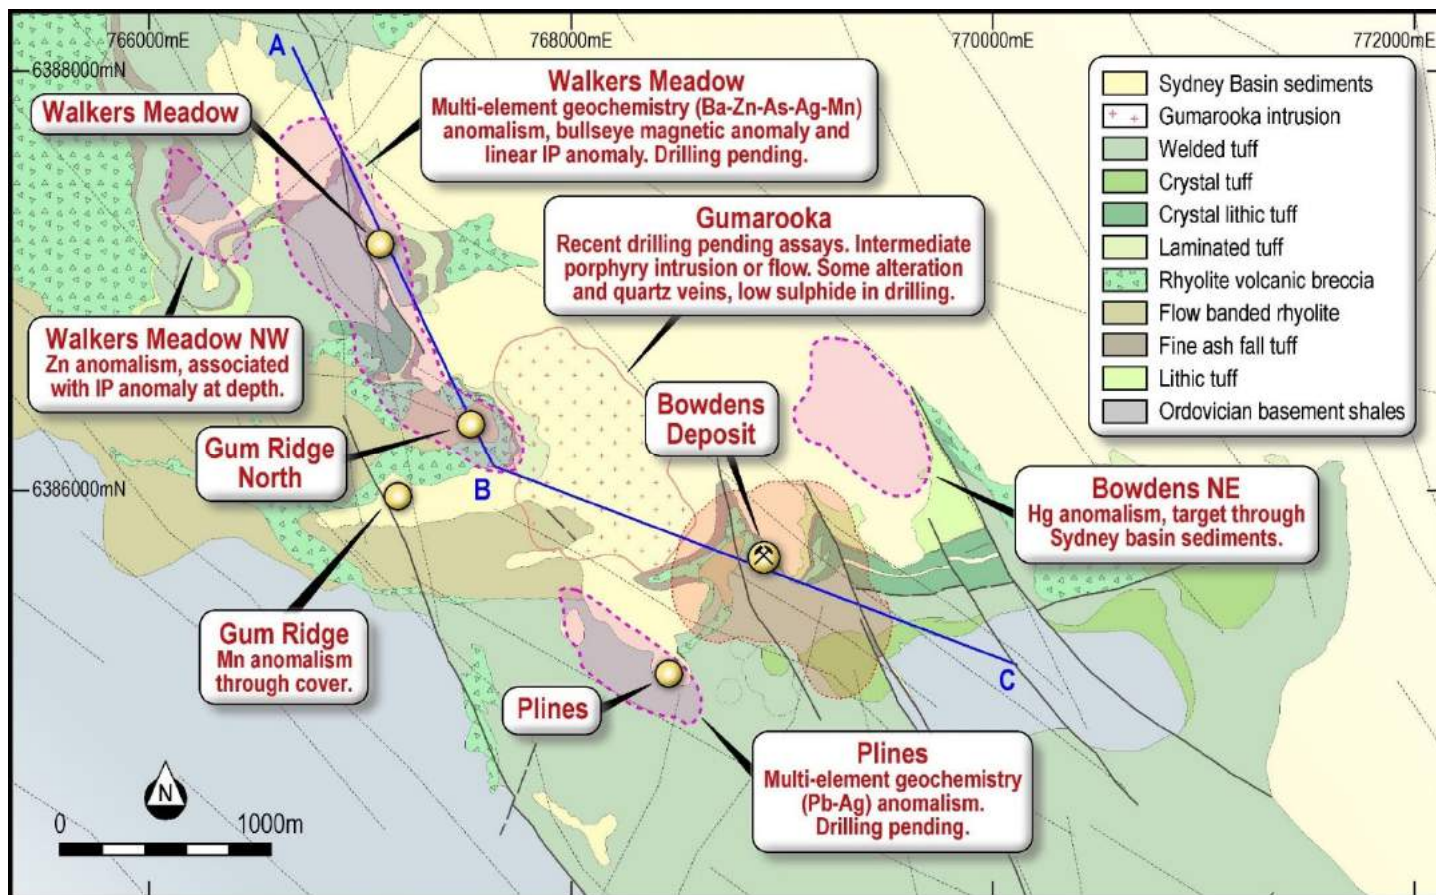 766000mE
768000mE
770000mE
772000mE
6388000mN
6386000mN
A
Walkers Meadow
Walkers Meadow
Multi-element geochemistry (Ba-Zn-As-Ag-Mn)
anomalism, bullseye magnetic anomaly and
linear IP anomaly. Drilling pending.
Gumarooka
Recent drilling pending assays. Intermediate
porphyry intrusion or flow. Some alteration
and quartz veins, low sulphide in drilling.
Walkers Meadow NW
Zn anomalism, associated
with IP anomaly at depth.
Gum Ridge
North
B
Bowdens
Deposit
Bowdens NE
Hg anomalism, target through
Sydney basin sediments.
Gum Ridge
Mn anomalism
through cover.
Plines
C
Plines
Multi-element geochemistry
(Pb-Ag) anomalism.
Drilling pending.
Sydney Basin sediments
Gumarooka intrusion
Welded tuff
Crystal tuff
Crystal lithic tuff
Laminated tuff
Rhyolite volcanic breccia
Flow banded rhyolite
Fine ash fall tuff
Lithic tuff
Ordovician basement shales
N
0 1000m